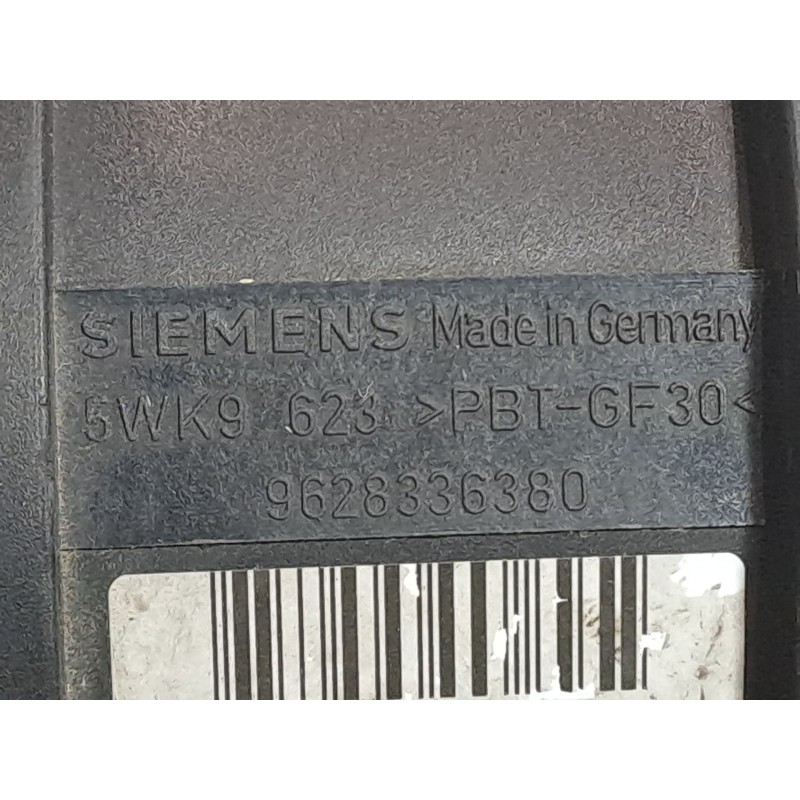 SIEMENS Made in Germany
5WK9 623 >PBT-GF30<
9628336380